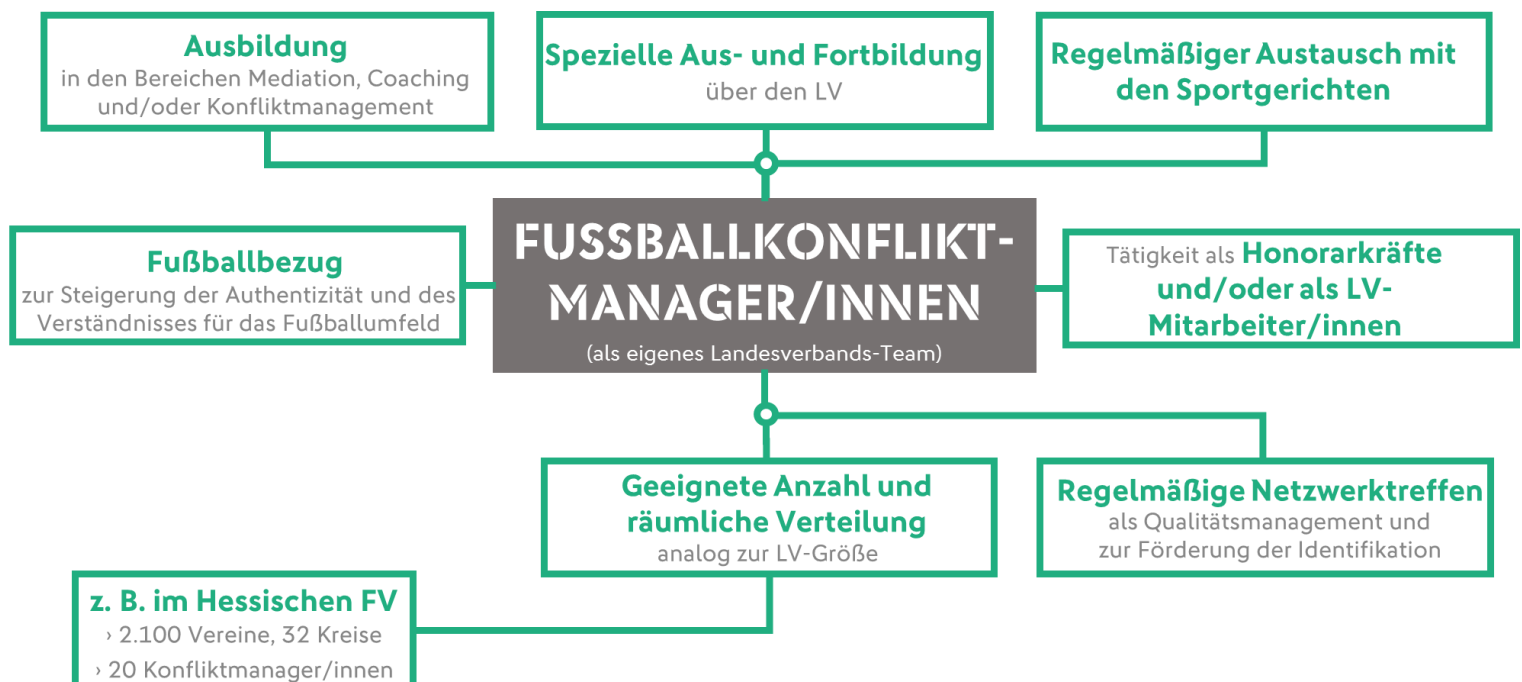 Ausbildung
in den Bereichen Mediation, Coaching
und/oder Konfliktmanagement
Spezielle Aus- und Fortbildung
über den LV
Regelmäßiger Austausch mit
den Sportgerichten
Fußballbezug
zur Steigerung der Authentizität und des
Verständnisses für das Fußballumfeld
FUSSBALLKONFLIKT-
MANAGER/INNEN
(als eigenes Landesverbands-Team)
Tätigkeit als Honorarkräfte
und/oder als LV-
Mitarbeiter/innen
Geeignete Anzahl und
räumliche Verteilung
analog zur LV-Größe
Regelmäßige Netzwerktreffen
als Qualitätsmanagement und
zur Förderung der Identifikation
z. B. im Hessischen FV
› 2.100 Vereine, 32 Kreise
› 20 Konfliktmanager/innen